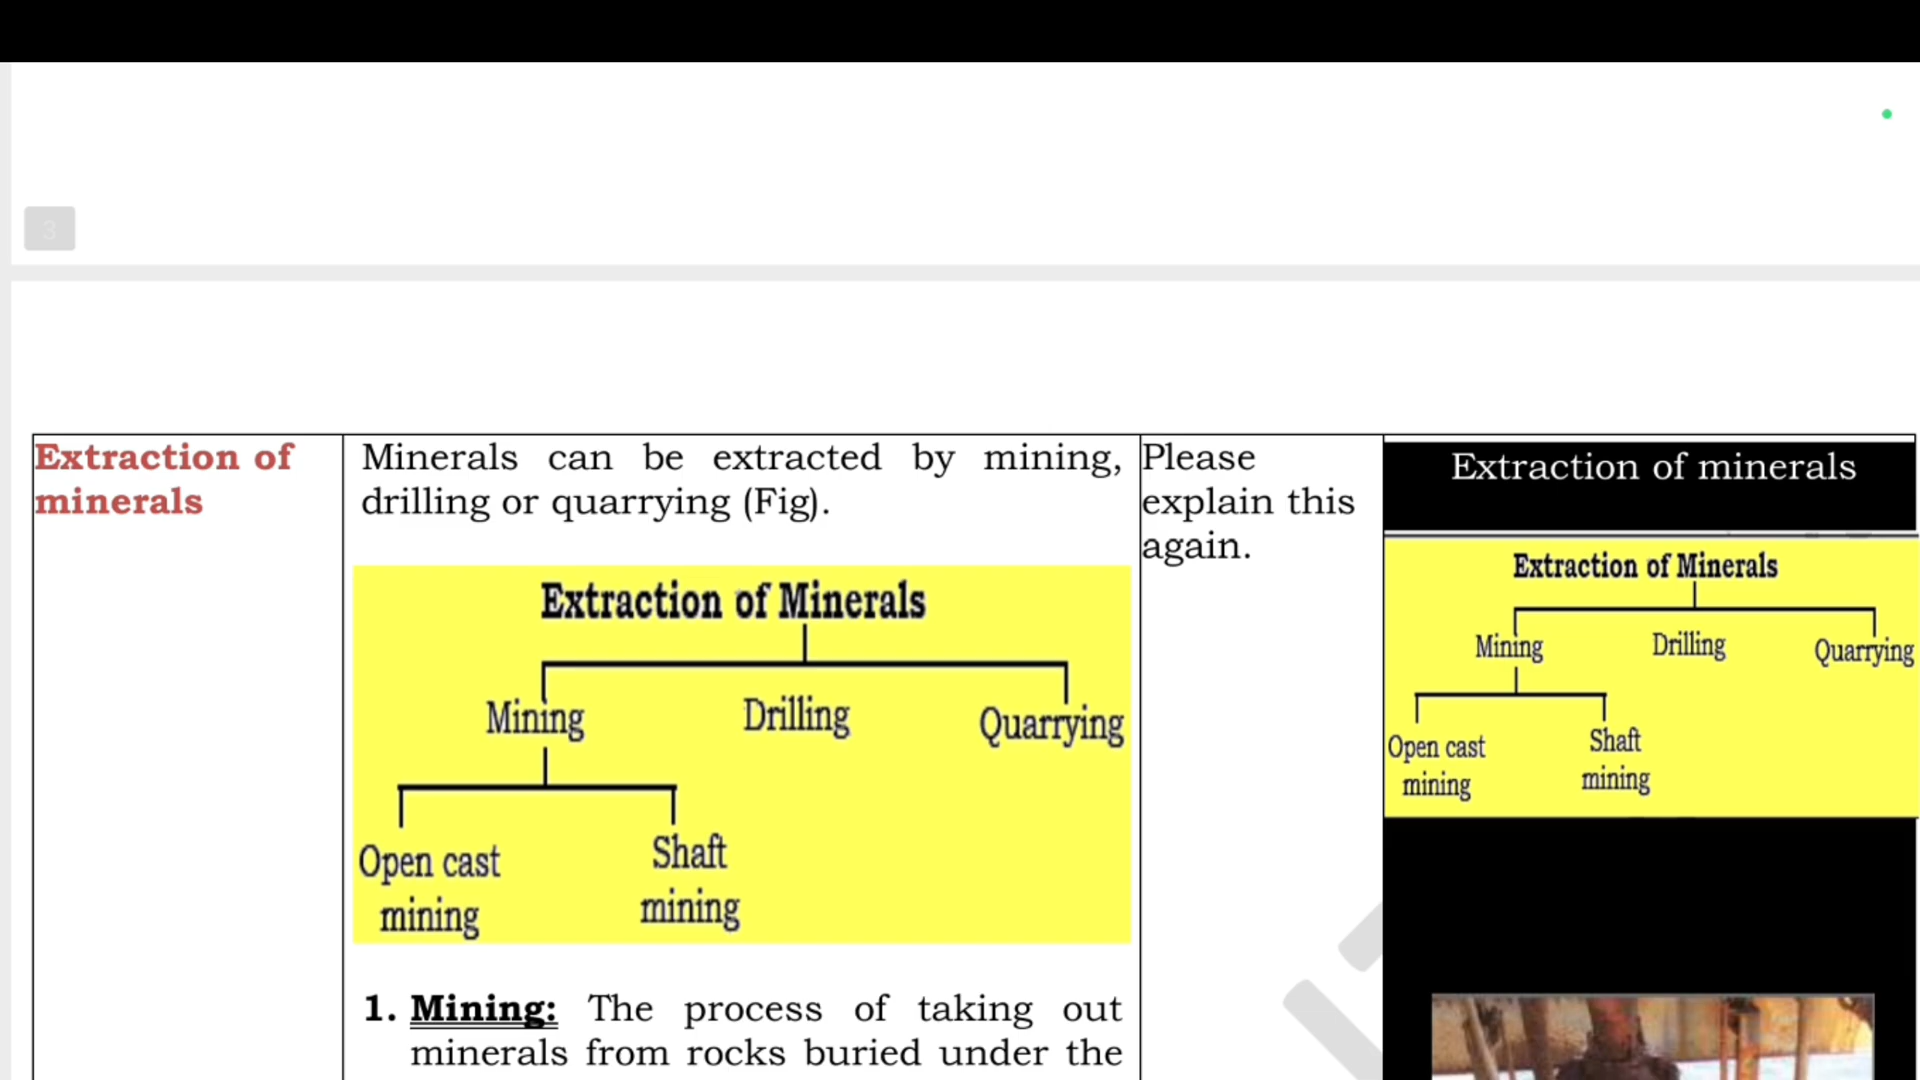 3
Extraction of
minerals
Minerals can be extracted by mining,
drilling or quarrying (Fig).
Extraction of Minerals
Mining
Drilling
Quarrying
Open cast
mining
Shaft
mining
1. Mining: The process of taking out
minerals from rocks buried under the
Please
explain this
again.
Extraction of minerals
Extraction of Minerals
Mining
Drilling
Quarrying
Open cast
mining
Shaft
mining